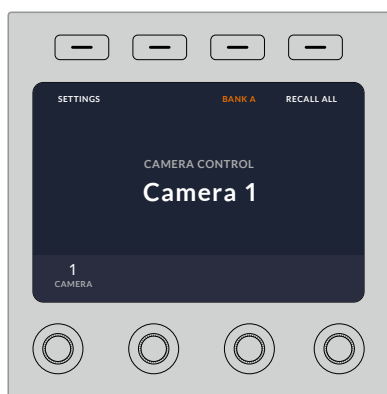 SETTINGS BANK A RECALL ALL
CAMERA CONTROL
Camera 1
1
CAMERA